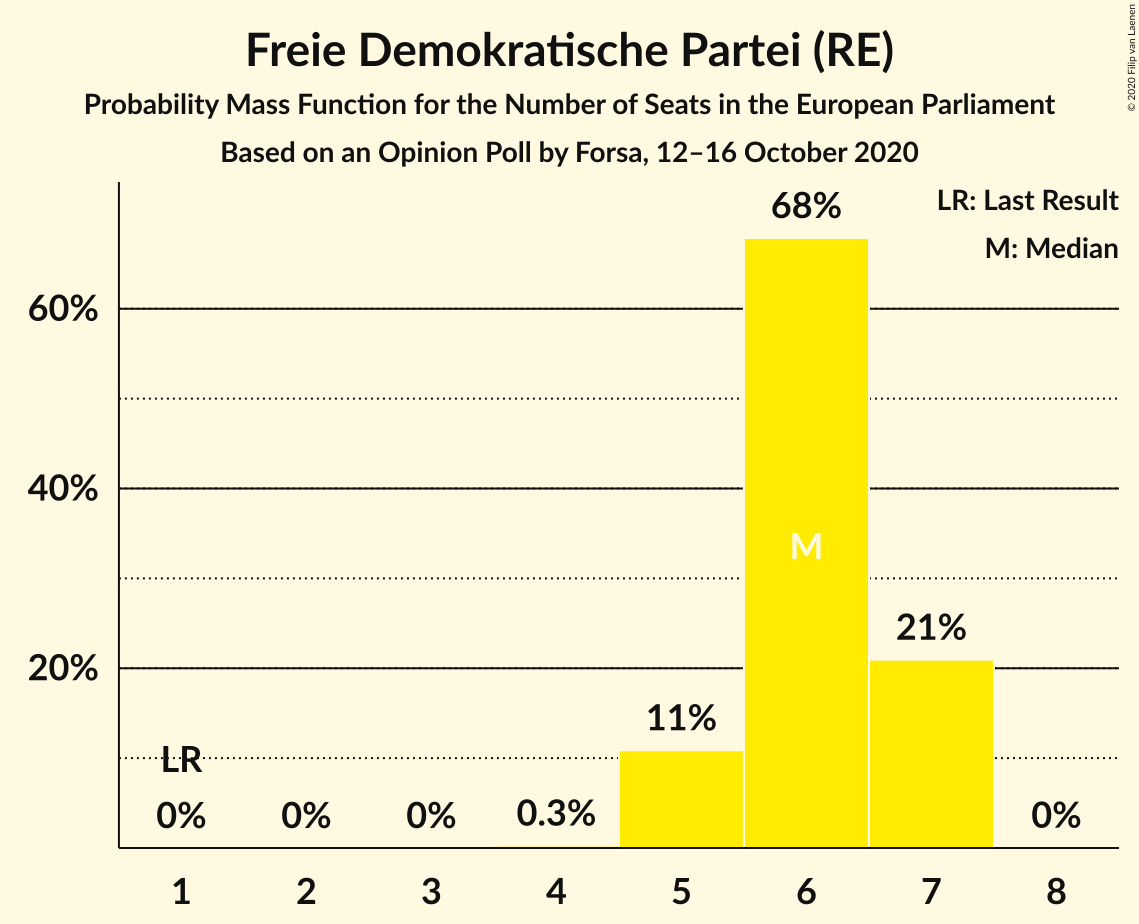 Freie Demokratische Partei (RE)
Probability Mass Function for the Number of Seats in the European Parliament
Based on an Opinion Poll by Forsa, 12–16 October 2020
© 2020 Filip van Laenen
LR: Last Result
M: Median
68%
60%
40%
M
21%
20%
11%
LR
0%
0%
0%
0.3%
0%
1 2 3 4 5 6 7 8